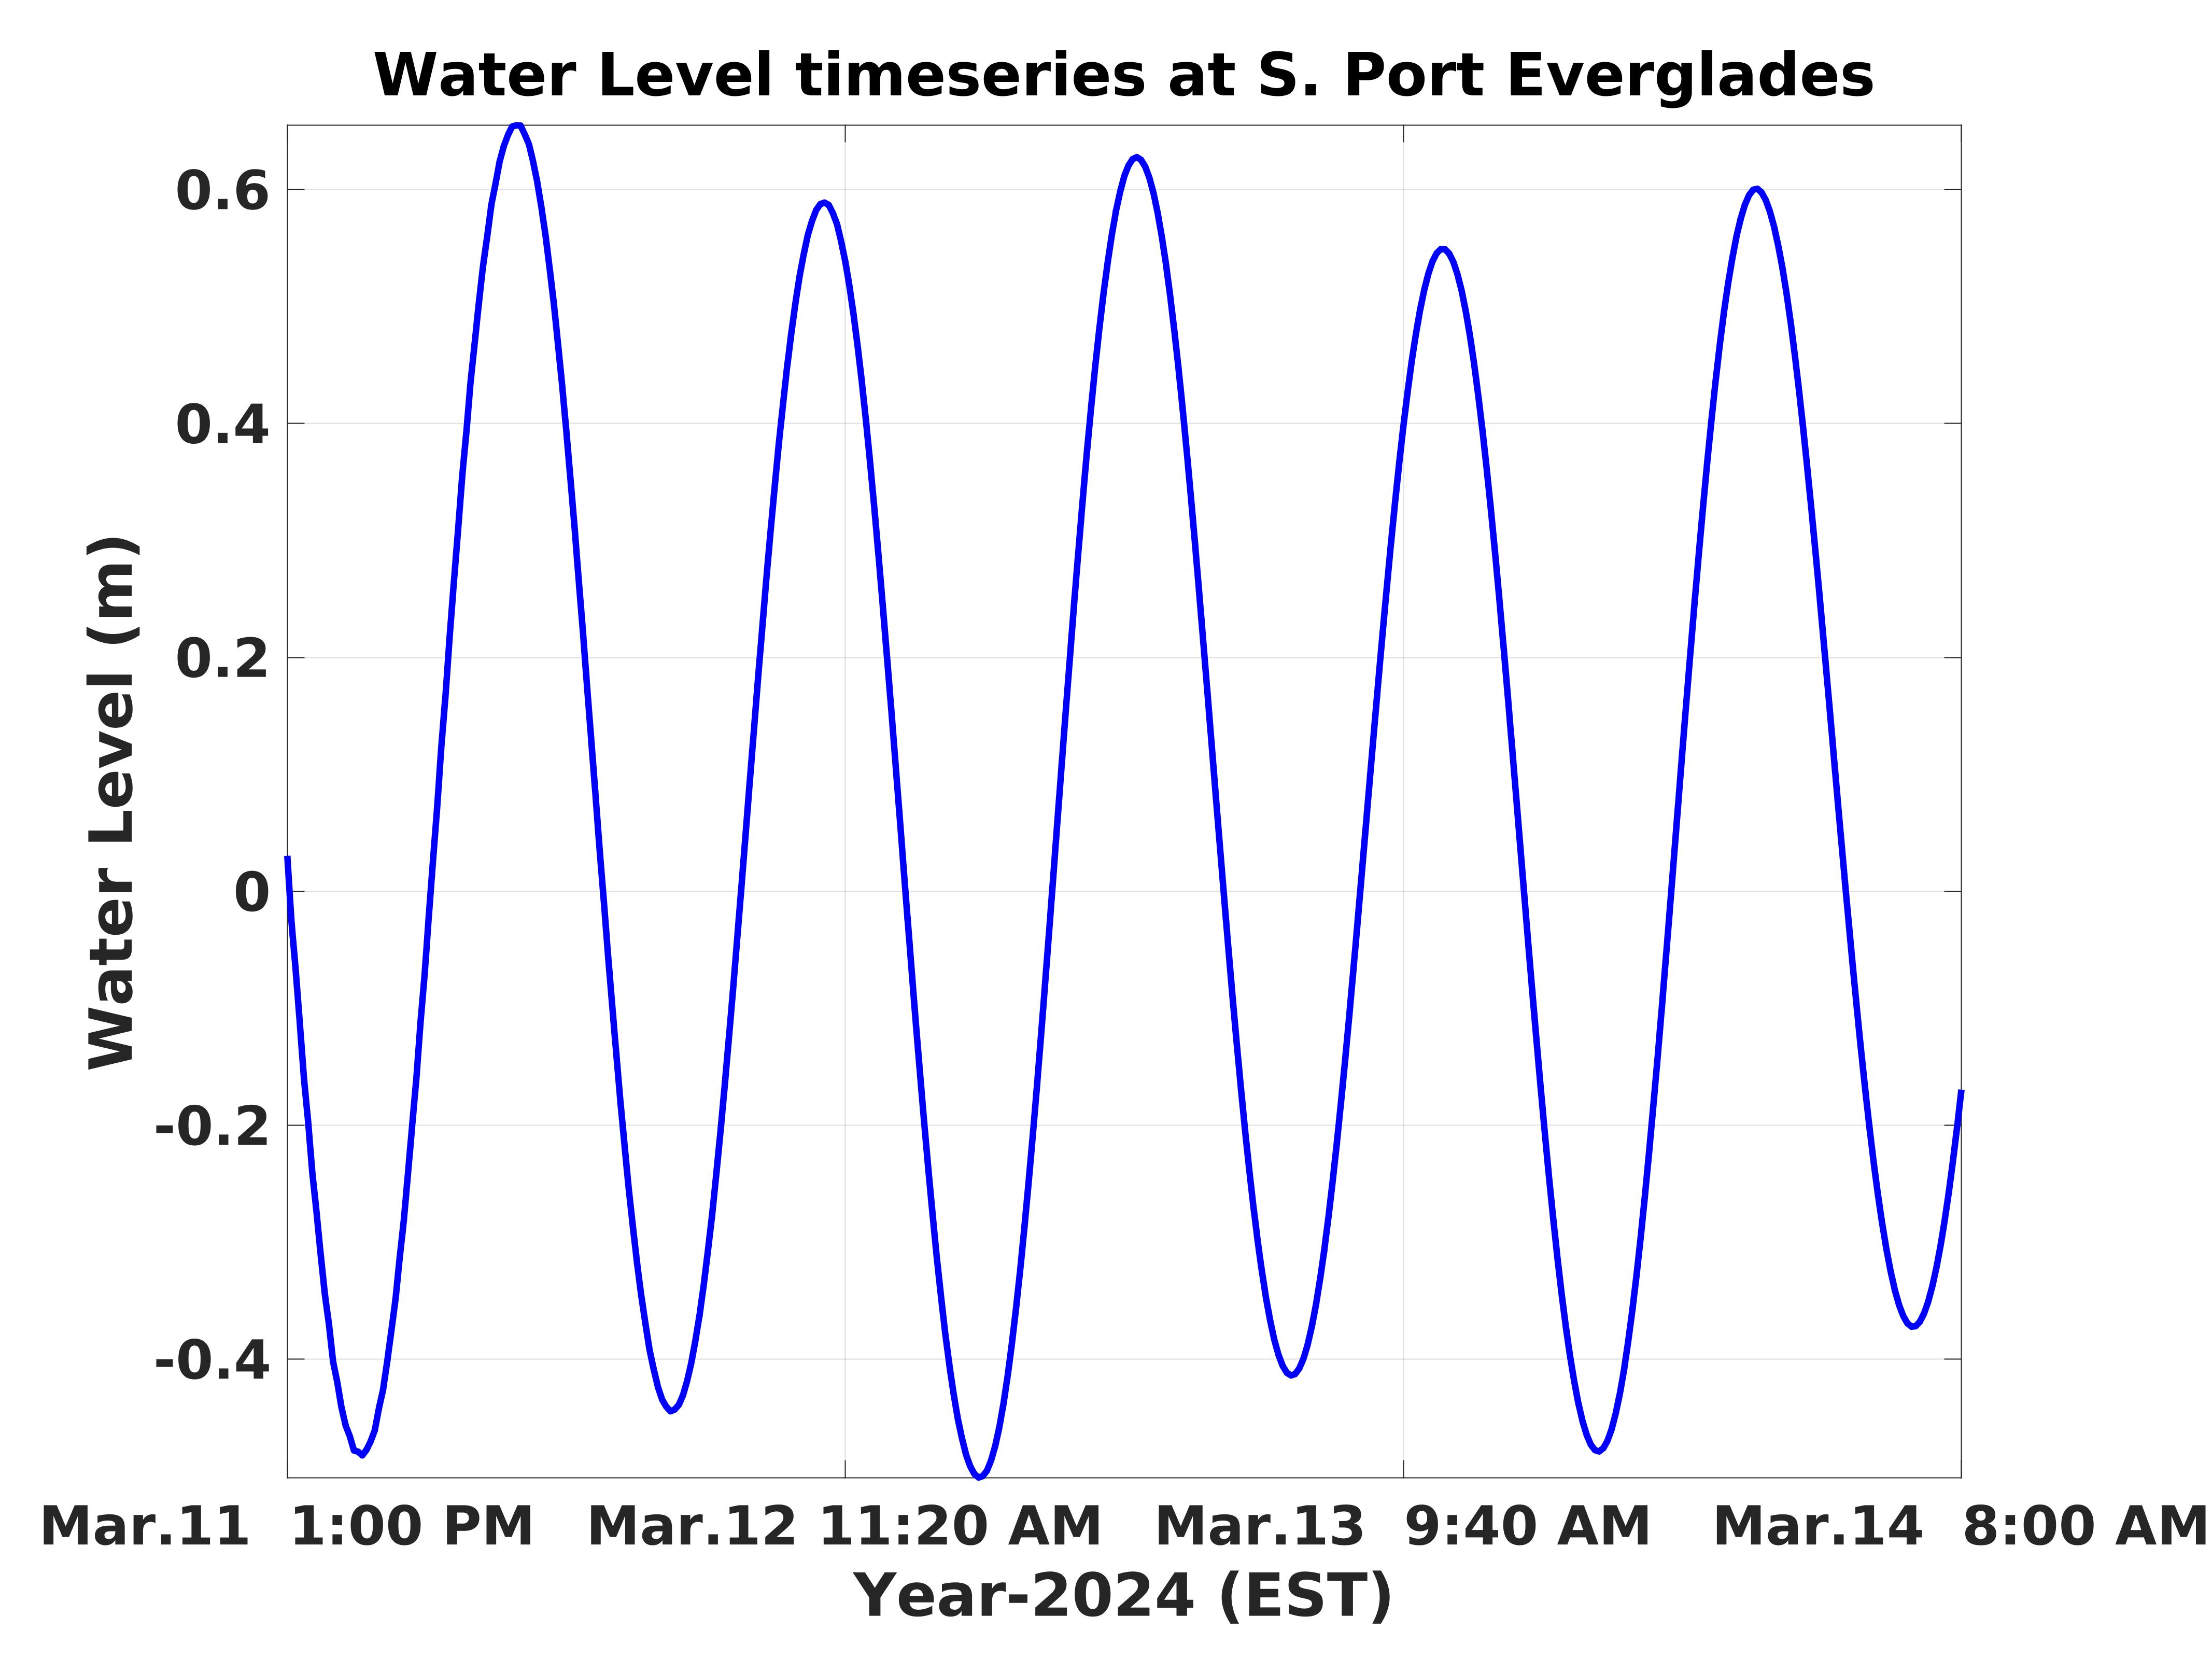 Water Level timeseries at S. Port Everglades
0.6
0.4
0.2
0
-0.2
-0.4
Water Level (m)
Mar.11 1:00 PM Mar.12 11:20 AM Mar.13 9:40 AM Mar.14 8:00 AM
Year-2024 (EST)